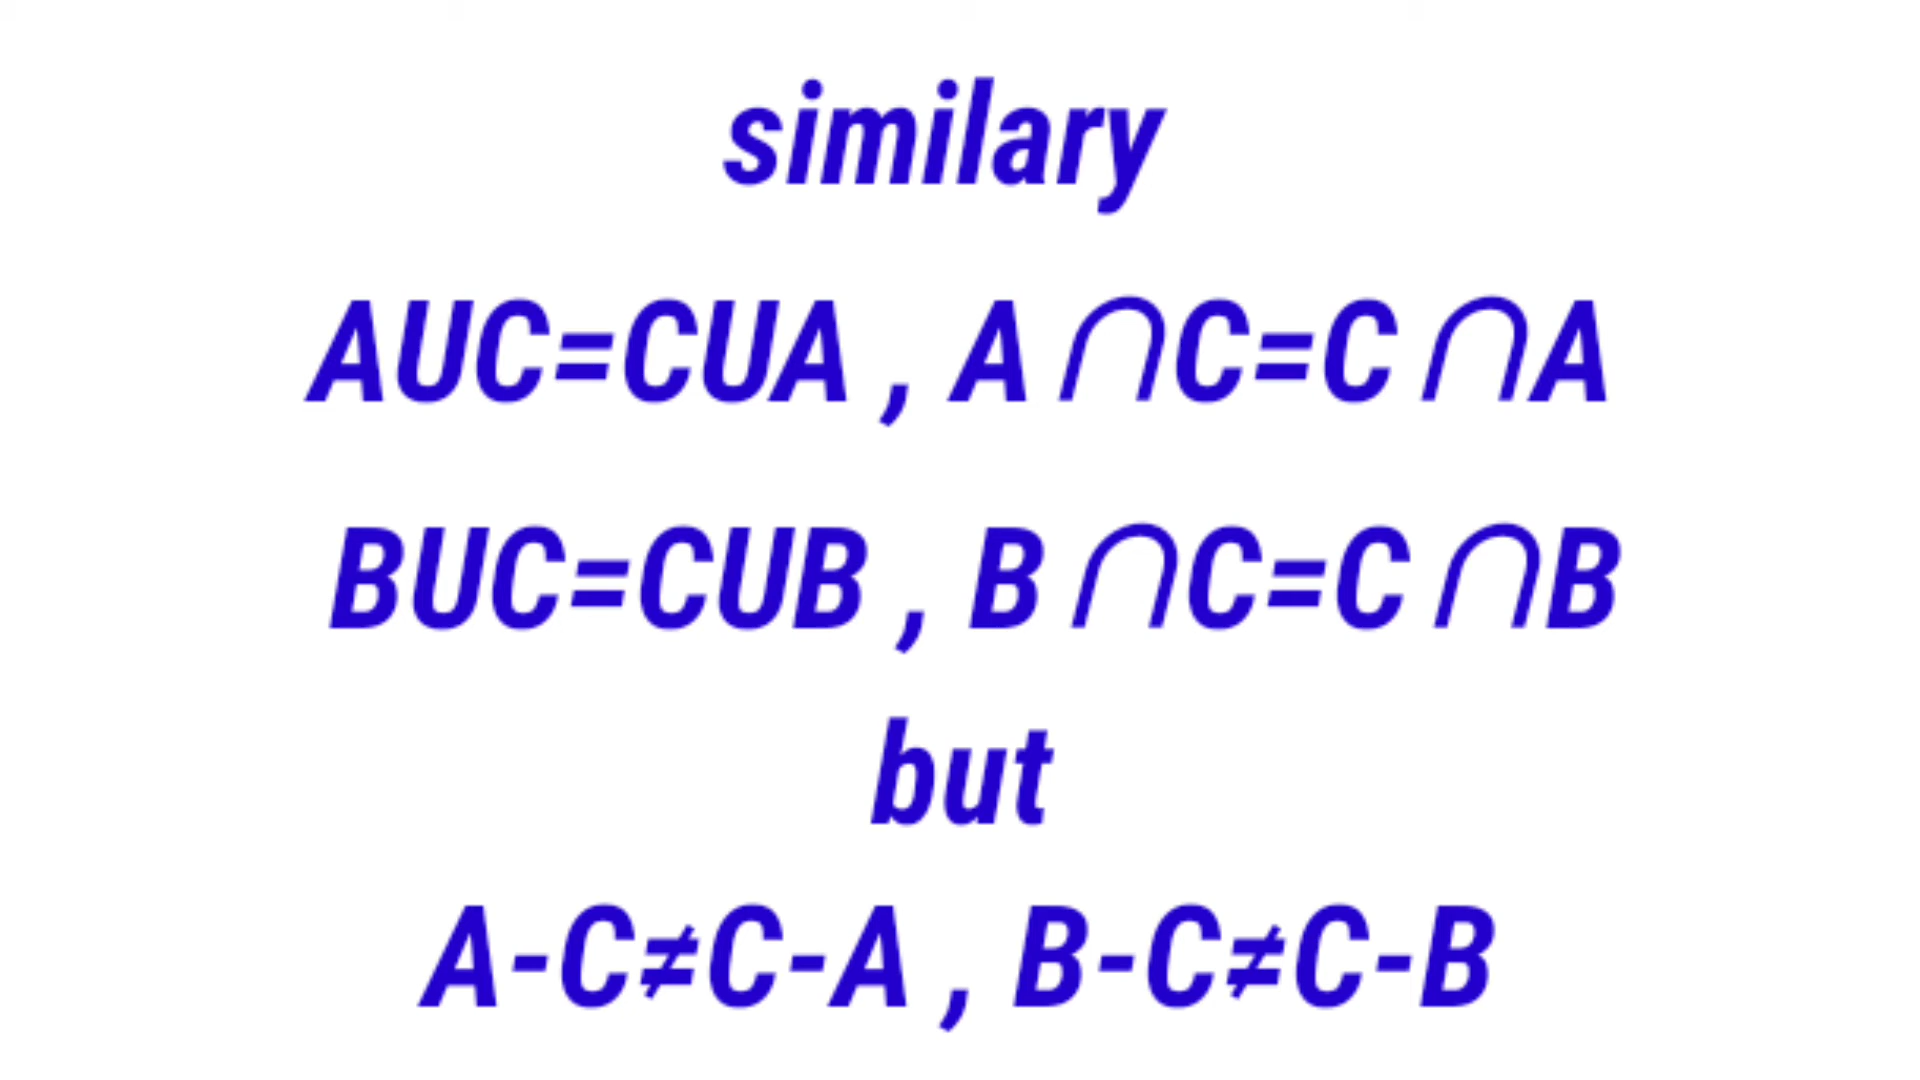 similary
AUC=CUA , A∩C=C∩A
BUC=CUB , B∩C=C∩B
but
A-C≠C-A , B-C≠C-B